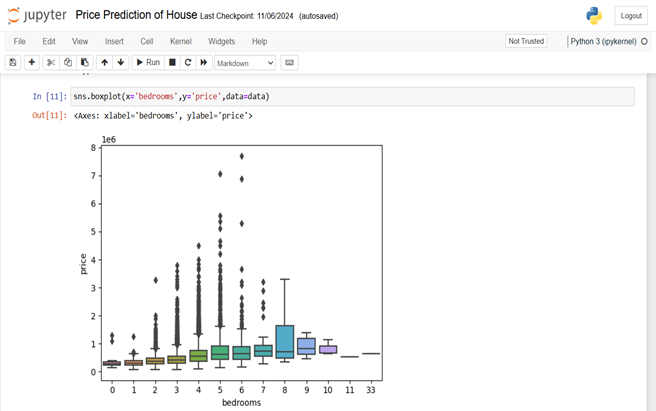 jupyter Price Prediction of House Last Checkpoint: 11/06/2024 (autosaved)
Logout
File Edit View Insert Cell Kernel Widgets Help
Not Trusted Python 3 (ipykernel)
Run Markdown
In [11]: sns.boxplot(x='bedrooms',y='price',data=data)
Out[11]: <Axes: xlabel='bedrooms', ylabel='price'>
1e6
8
7
6
5
4
3
2
1
0
price
0 1 2 3 4 5 6 7 8 9 10 11 33
bedrooms